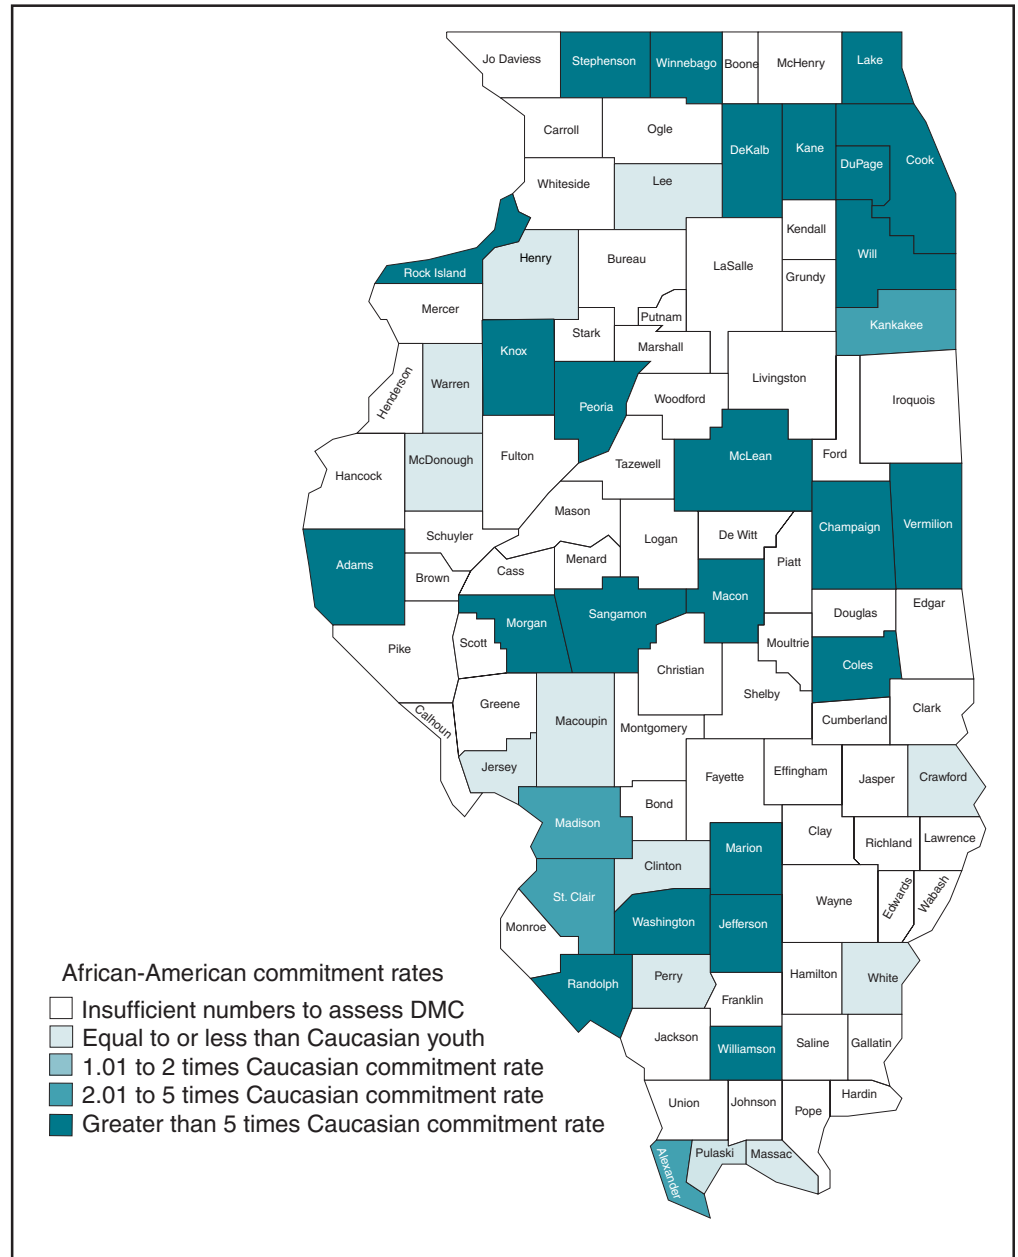 Jo Daviess
Stephenson
Winnebago
Boone
McHenry
Lake
Carroll
Ogle
DeKalb
Kane
DuPage
Cook
Whiteside
Lee
Kendall
Rock Island
Henry
Bureau
LaSalle
Grundy
Will
Mercer
Putnam
Kankakee
Stark
Marshall
Knox
Henderson
Warren
Peoria
Woodford
Livingston
Iroquois
Hancock
McDonough
Fulton
Tazewell
McLean
Ford
Mason
Logan
De Witt
Champaign
Vermilion
Schuyler
Adams
Brown
Cass
Menard
Piatt
Macon
Douglas
Edgar
Pike
Scott
Morgan
Sangamon
Christian
Moultrie
Coles
Shelby
Calhoun
Greene
Macoupin
Montgomery
Cumberland
Clark
Jersey
Fayette
Effingham
Jasper
Crawford
Madison
Bond
Clay
Richland
Lawrence
Clinton
Marion
St. Clair
Wayne
Edwards
Wabash
Monroe
Washington
Jefferson
Randolph
Perry
Franklin
Hamilton
White
Jackson
Williamson
Saline
Gallatin
Union
Johnson
Pope
Hardin
Alexander
Pulaski
Massac
African-American commitment rates
Insufficient numbers to assess DMC
Equal to or less than Caucasian youth
1.01 to 2 times Caucasian commitment rate
2.01 to 5 times Caucasian commitment rate
Greater than 5 times Caucasian commitment rate